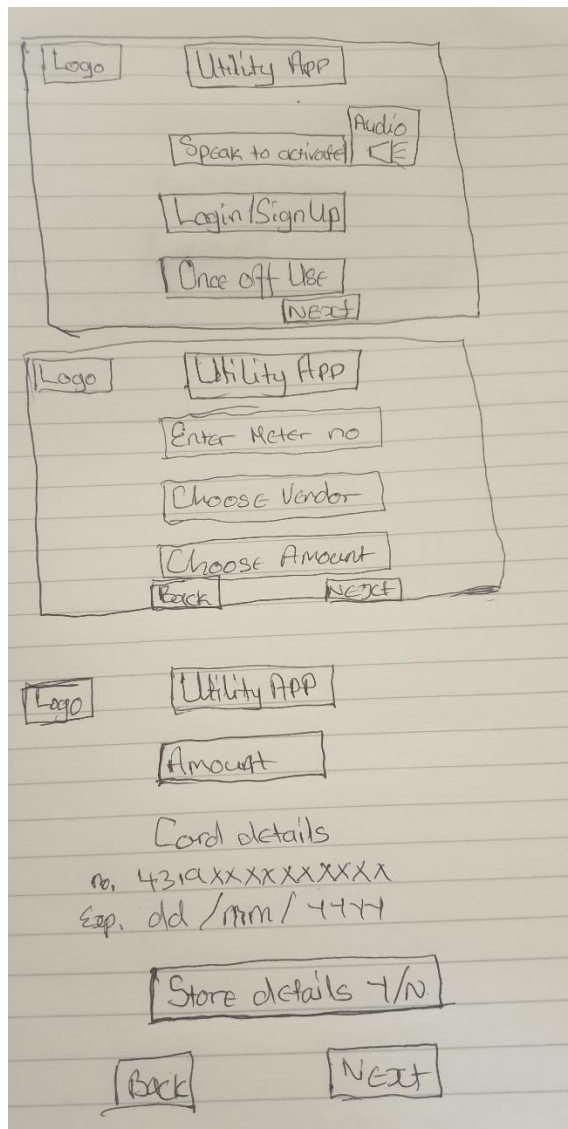 Logo Utility App
Audio
Speak to activate
Login/SignUp
Once off Use
Next
Logo Utility App
Enter Meter no
Choose Vendor
Choose Amount
Back Next
Logo Utility App
Amount
Card details
no. 4319XXXXXXXXXXX
Exp. dd/mm/YYYY
Store details Y/N.
Back Next